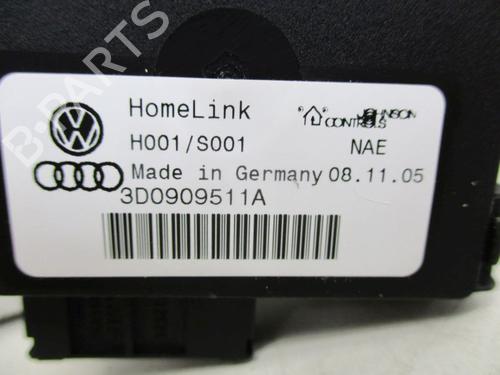 HomeLink
JOHNSON
CONTROLS
H001/S001
NAE
Made in Germany 08.11.05
3D0909511A
B-PARTS